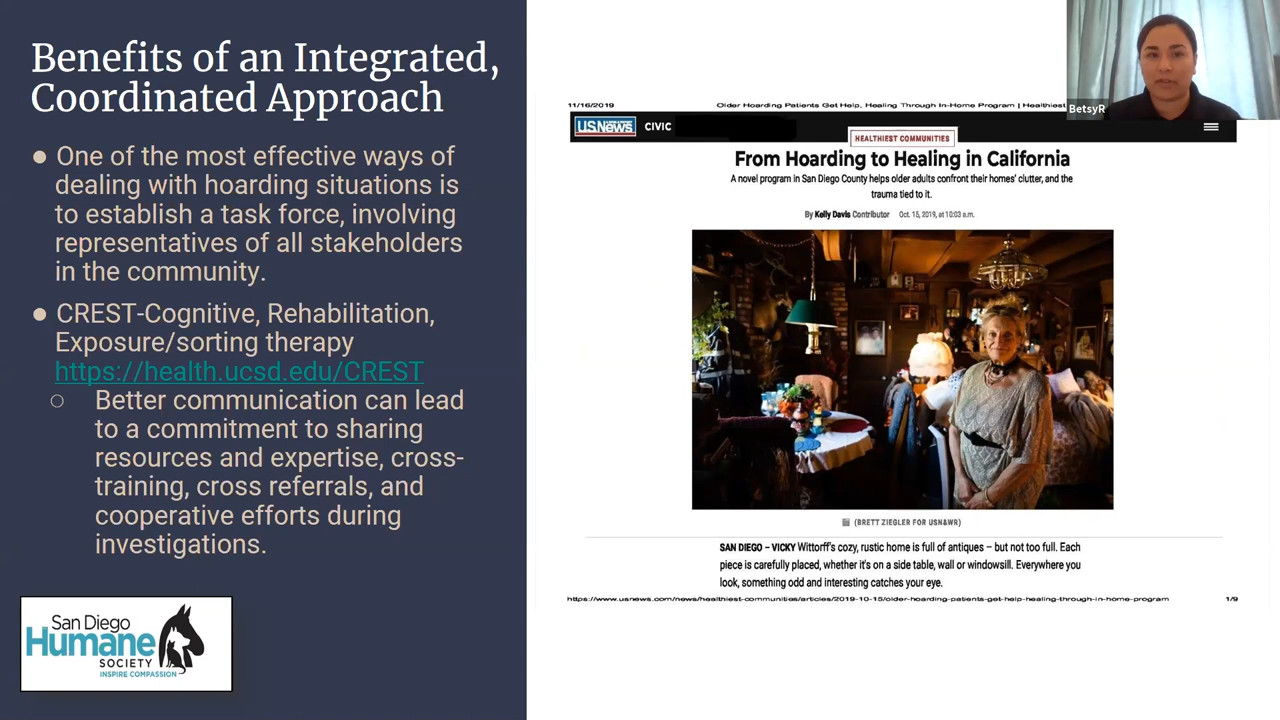 Benefits of an Integrated,
Coordinated Approach
● One of the most effective ways of
dealing with hoarding situations is
to establish a task force, involving
representatives of all stakeholders
in the community.
● CREST-Cognitive, Rehabilitation,
Exposure/sorting therapy
https://health.ucsd.edu/CREST
○ Better communication can lead
to a commitment to sharing
resources and expertise, cross-
training, cross referrals, and
cooperative efforts during
investigations.
San Diego
Humane
SOCIETY
INSPIRE COMPASSION
BetsyR
11/16/2019 Older Hoarding Patients Get Help, Healing Through In-Home Program | Healthiest
U.S.News CIVIC
HEALTHIEST COMMUNITIES
From Hoarding to Healing in California
A novel program in San Diego County helps older adults confront their homes' clutter, and the
trauma tied to it.
By Kelly Davis Contributor Oct. 15, 2019, at 10:03 a.m.
(BRETT ZIEGLER FOR USN&WR)
SAN DIEGO – VICKY Wittorff's cozy, rustic home is full of antiques – but not too full. Each
piece is carefully placed, whether it's on a side table, wall or windowsill. Everywhere you
look, something odd and interesting catches your eye.
https://www.usnews.com/news/healthiest-communities/articles/2019-10-15/older-hoarding-patients-get-help-healing-through-in-home-program 1/9